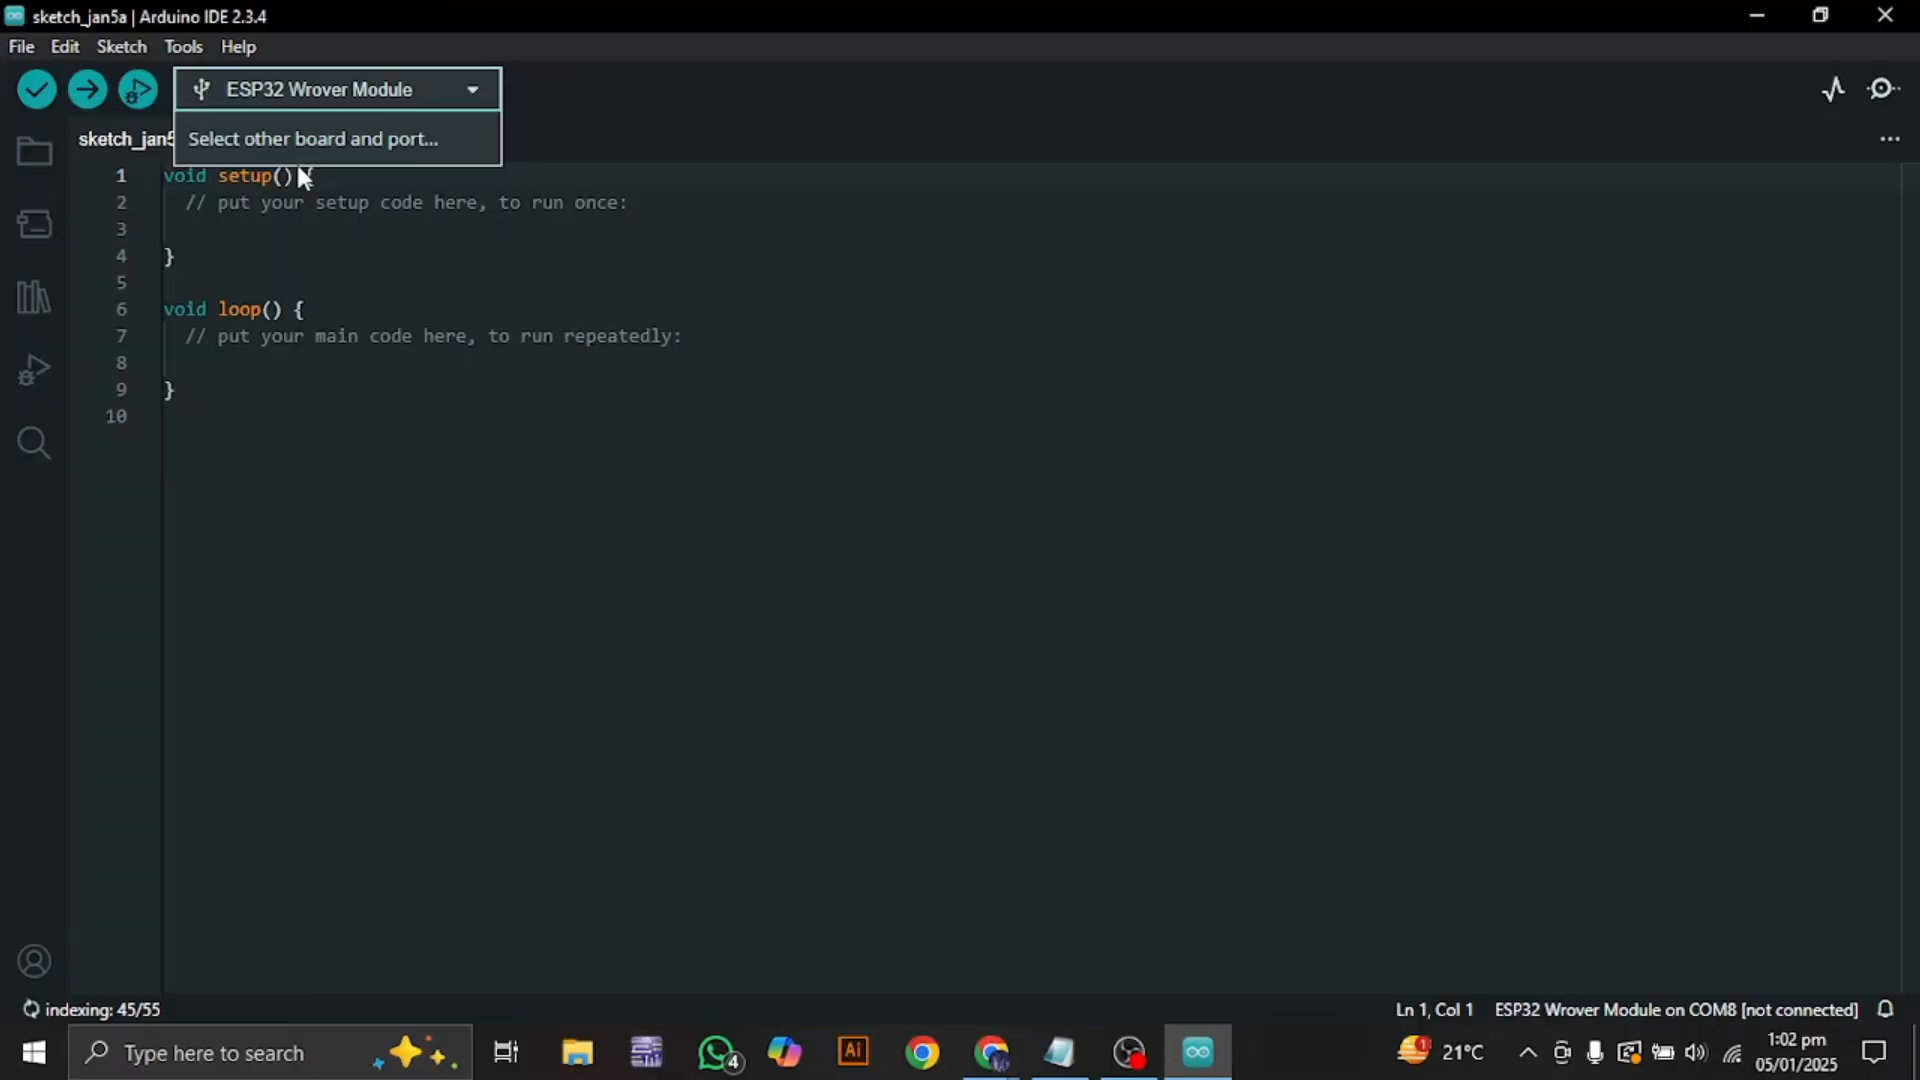 sketch_jan5a | Arduino IDE 2.3.4
File Edit Sketch Tools Help
ESP32 Wrover Module
Select other board and port...
sketch_jan5
1 void setup() {
2 // put your setup code here, to run once:
3
4 }
5
6 void loop() {
7 // put your main code here, to run repeatedly:
8
9 }
10
indexing: 45/55
Ln 1, Col 1 ESP32 Wrover Module on COM8 [not connected]
Type here to search
4
Ai
1
21°C
1:02 pm
05/01/2025